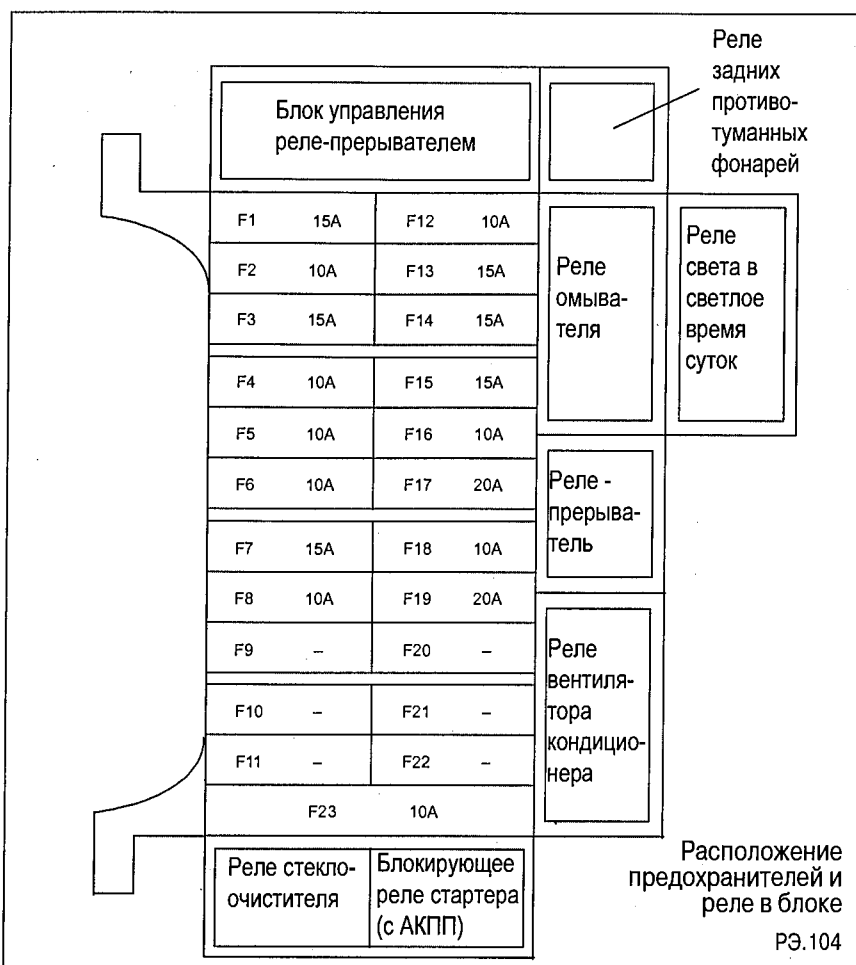 Реле
задних
противо-
туманных
фонарей
Блок управления
реле-прерывателем
F1 15A F12 10A
F2 10A F13 15A
F3 15A F14 15A
F4 10A F15 15A
F5 10A F16 10A
F6 10A F17 20A
F7 15A F18 10A
F8 10A F19 20A
F9 – F20 –
F10 – F21 –
F11 – F22 –
F23 10A
Реле
омыва-
теля
Реле
света в
светлое
время
суток
Реле -
прерыва-
тель
Реле
вентиля-
тора
кондицио-
нера
Реле стекло-
очистителя
Блокирующее
реле стартера
(с АКПП)
Расположение
предохранителей и
реле в блоке
РЭ.104